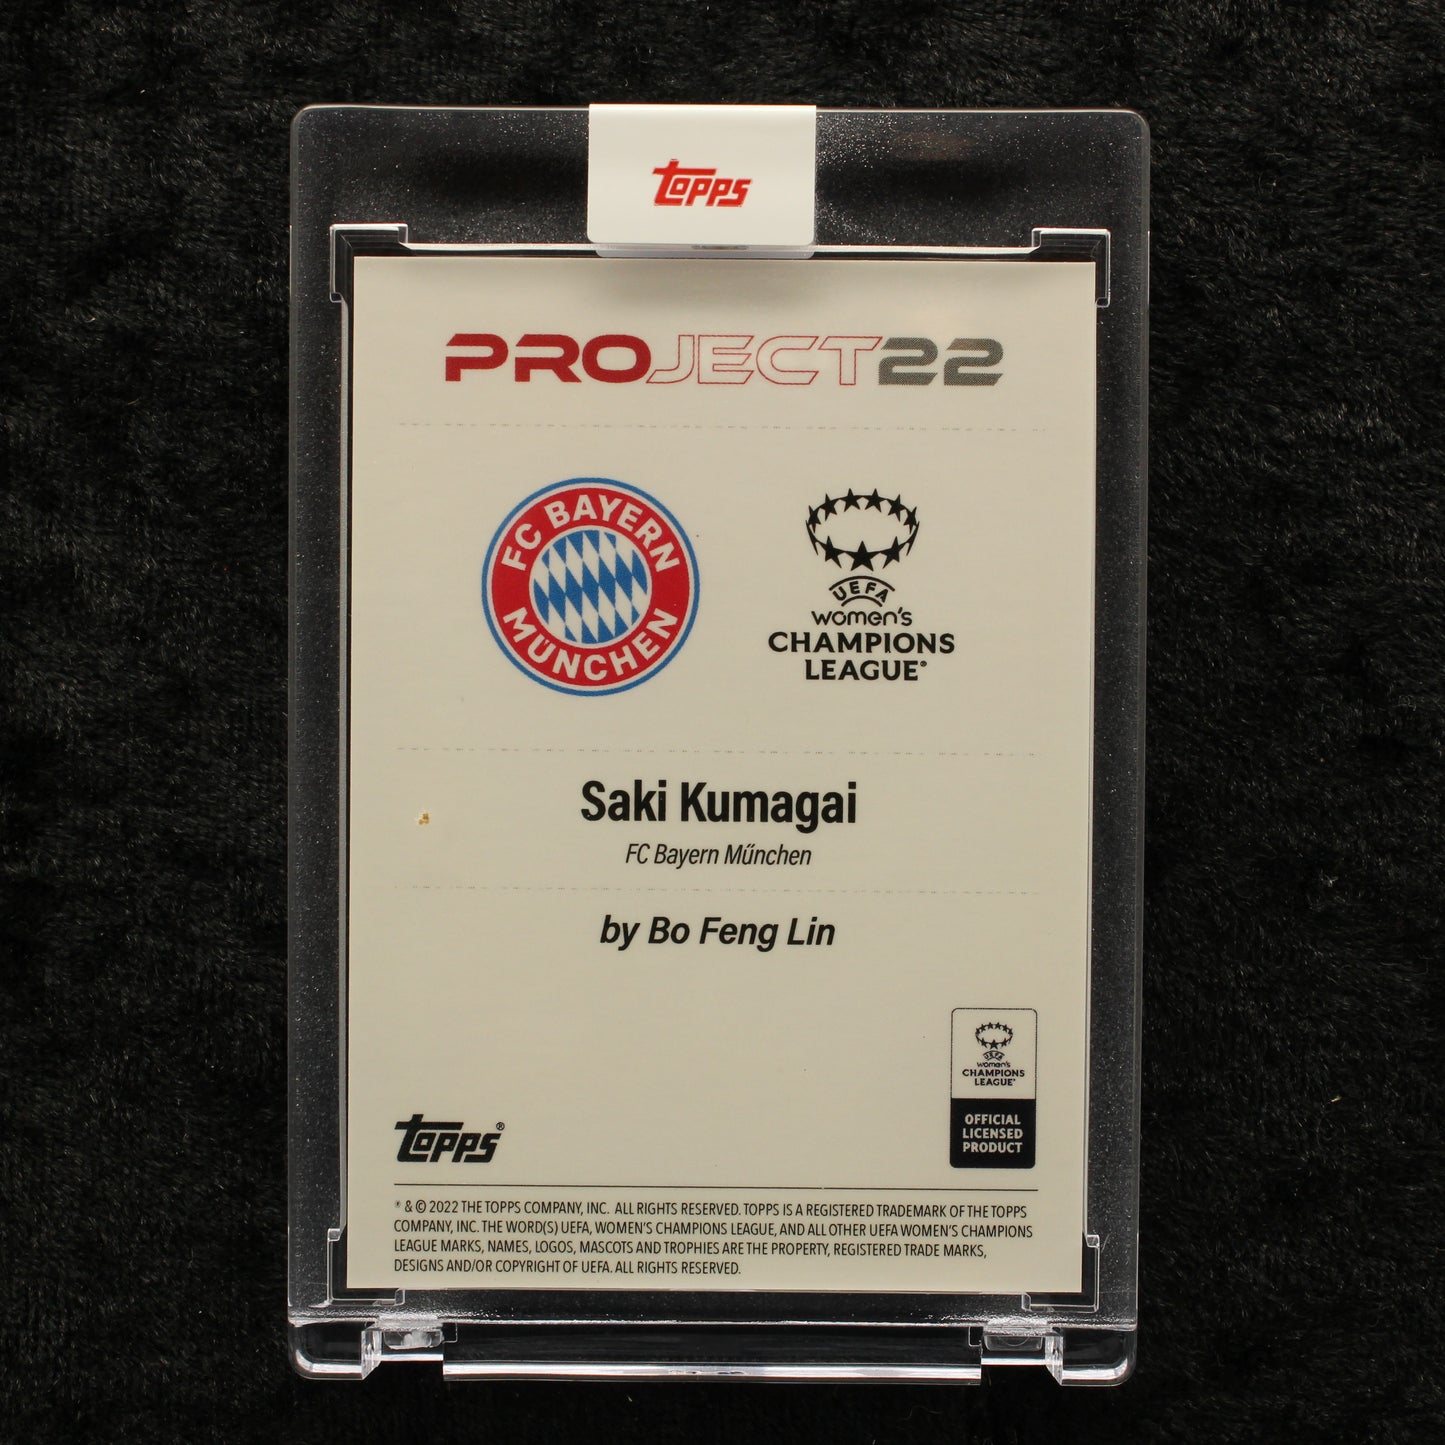 topps
PROJECT22
FC BAYERN
MÜNCHEN
UEFA
women's
CHAMPIONS
LEAGUE®
Saki Kumagai
FC Bayern Műnchen
by Bo Feng Lin
UEFA
women's
CHAMPIONS
LEAGUE®
OFFICIAL
LICENSED
PRODUCT
topps®
® & © 2022 THE TOPPS COMPANY, INC. ALL RIGHTS RESERVED. TOPPS IS A REGISTERED TRADEMARK OF THE TOPPS
COMPANY, INC. THE WORD(S) UEFA, WOMEN'S CHAMPIONS LEAGUE, AND ALL OTHER UEFA WOMEN'S CHAMPIONS
LEAGUE MARKS, NAMES, LOGOS, MASCOTS AND TROPHIES ARE THE PROPERTY, REGISTERED TRADE MARKS,
DESIGNS AND/OR COPYRIGHT OF UEFA. ALL RIGHTS RESERVED.